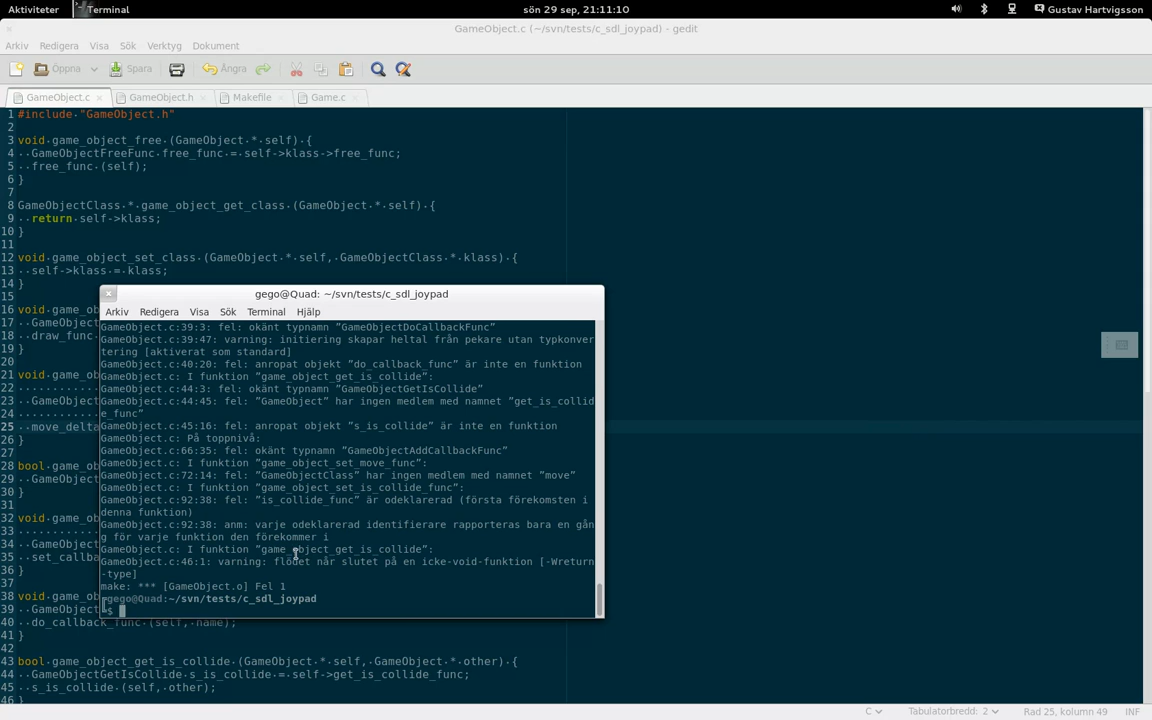 Aktiviteter Terminal sön 29 sep, 21:11:10 Gustav Hartvigsson
GameObject.c (~/svn/tests/c_sdl_joypad) - gedit
Arkiv Redigera Visa Sök Verktyg Dokument
Öppna Spara Ångra
GameObject.c × GameObject.h × Makefile × Game.c ×
1 #include·"GameObject.h"
2
3 void·game_object_free·(GameObject·*·self)·{
4 ··GameObjectFreeFunc·free_func·=·self->klass->free_func;
5 ··free_func·(self);
6 }
7
8 GameObjectClass·*·game_object_get_class·(GameObject·*·self)·{
9 ··return·self->klass;
10 }
11
12 void·game_object_set_class·(GameObject·*·self,·GameObjectClass·*·klass)·{
13 ··self->klass·=·klass;
14 }
15
16 void·game_ob
17 ··GameObject
18 ··draw_func
19 }
20
21 void·game_ob
22 ············
23 ··GameObject
24 ············
25 ··move_delta
26 }
27
28 bool·game_ob
29 ··GameObject
30 }
31
32 void·game_ob
33 ············
34 ··GameObject
35 ··set_callba
36 }
37
38 void·game_ob
39 ··GameObject
40 ··do_callback_func·(self,·name);
41 }
42
43 bool·game_object_get_is_collide·(GameObject·*·self,·GameObject·*·other)·{
44 ··GameObjectGetIsCollide·s_is_collide·=·self->get_is_collide_func;
45 ··s_is_collide·(self,·other);
46 }
gego@Quad: ~/svn/tests/c_sdl_joypad
Arkiv Redigera Visa Sök Terminal Hjälp
GameObject.c:39:3: fel: okänt typnamn ”GameObjectDoCallbackFunc”
GameObject.c:39:47: varning: initiering skapar heltal från pekare utan typkonver
tering [aktiverat som standard]
GameObject.c:40:20: fel: anropat objekt ”do_callback_func” är inte en funktion
GameObject.c: I funktion ”game_object_get_is_collide”:
GameObject.c:44:3: fel: okänt typnamn ”GameObjectGetIsCollide”
GameObject.c:44:45: fel: ”GameObject” har ingen medlem med namnet ”get_is_collid
e_func”
GameObject.c:45:16: fel: anropat objekt ”s_is_collide” är inte en funktion
GameObject.c: På toppnivå:
GameObject.c:66:35: fel: okänt typnamn ”GameObjectAddCallbackFunc”
GameObject.c: I funktion ”game_object_set_move_func”:
GameObject.c:72:14: fel: ”GameObjectClass” har ingen medlem med namnet ”move”
GameObject.c: I funktion ”game_object_set_is_collide_func”:
GameObject.c:92:38: fel: ”is_collide_func” är odeklarerad (första förekomsten i
denna funktion)
GameObject.c:92:38: anm: varje odeklarerad identifierare rapporteras bara en gån
g för varje funktion den förekommer i
GameObject.c: I funktion ”game_object_get_is_collide”:
GameObject.c:46:1: varning: flödet når slutet på en icke-void-funktion [-Wreturn
-type]
make: *** [GameObject.o] Fel 1
gego@Quad:~/svn/tests/c_sdl_joypad
$
C Tabulatorbredd: 2 Rad 25, kolumn 49 INF